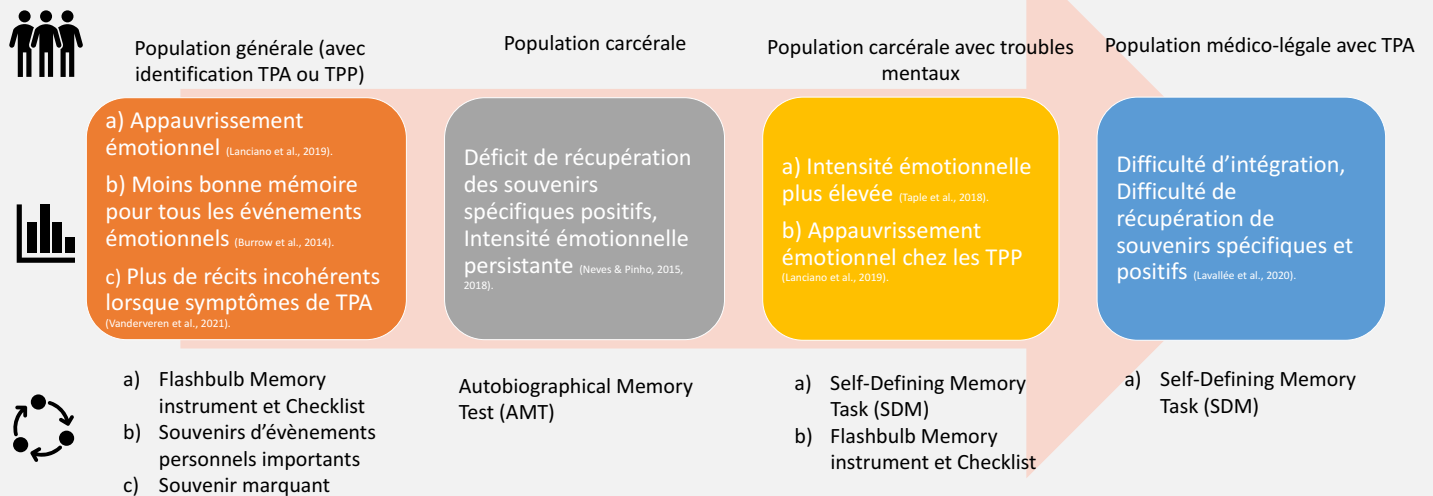 Population générale (avec
identification TPA ou TPP)
Population carcérale
Population carcérale avec troubles
mentaux
Population médico-légale avec TPA
a) Appauvrissement
émotionnel (Lanciano et al., 2019).
b) Moins bonne mémoire
pour tous les événements
émotionnels (Burrow et al., 2014).
c) Plus de récits incohérents
lorsque symptômes de TPA
(Vanderveren et al., 2021).
Déficit de récupération
des souvenirs
spécifiques positifs,
Intensité émotionnelle
persistante (Neves & Pinho, 2015,
2018).
a) Intensité émotionnelle
plus élevée (Taple et al., 2018).
b) Appauvrissement
émotionnel chez les TPP
(Lanciano et al., 2019).
Difficulté d'intégration,
Difficulté de
récupération de
souvenirs spécifiques et
positifs (Lavallée et al., 2020).
a) Flashbulb Memory
instrument et Checklist
b) Souvenirs d'évènements
personnels importants
c) Souvenir marquant
Autobiographical Memory
Test (AMT)
a) Self-Defining Memory
Task (SDM)
b) Flashbulb Memory
instrument et Checklist
a) Self-Defining Memory
Task (SDM)